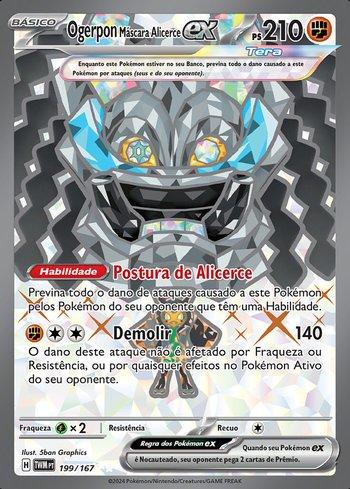 BÁSICO Ogerpon Máscara Alicerce ex PS 210
Tera
Enquanto este Pokémon estiver no seu Banco, previna todo o dano causado a este
Pokémon por ataques (seus e do seu oponente).
Habilidade Postura de Alicerce
Previna todo o dano de ataques causado a este Pokémon
pelos Pokémon do seu oponente que têm uma Habilidade.
Demolir 140
O dano deste ataque não é afetado por Fraqueza ou
Resistência, ou por quaisquer efeitos no Pokémon Ativo
do seu oponente.
Fraqueza × 2 Resistência Recuo
Ilust. 5ban Graphics
Regra dos Pokémon ex Quando seu Pokémon ex
é Nocauteado, seu oponente pega 2 cartas de Prêmio.
H TWM PT 199/167
©2024 Pokémon/Nintendo/Creatures/GAME FREAK